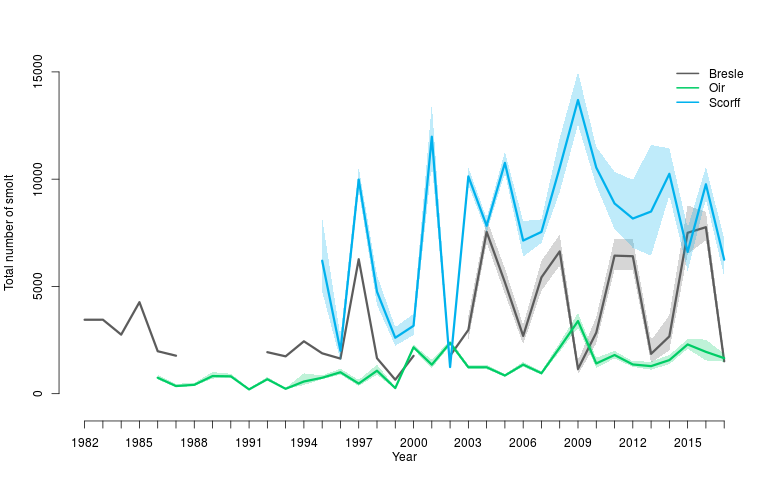 15000
10000
5000
0
Total number of smolt
Bresle
Oir
Scorff
1982 1985 1988 1991 1994 1997 2000 2003 2006 2009 2012 2015
Year